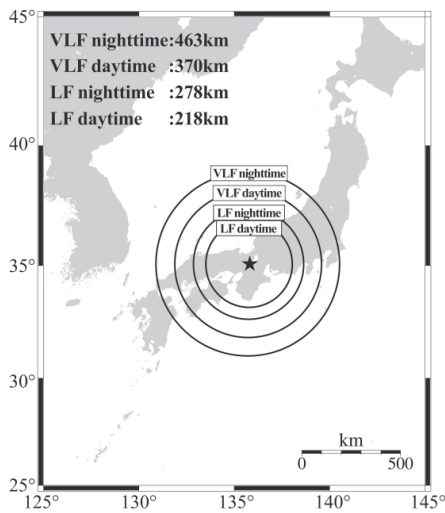 45°
VLF nighttime:463km
VLF daytime :370km
LF nighttime :278km
LF daytime :218km
40°
VLF nighttime
VLF daytime
LF nighttime
LF daytime
35°
30°
km
0 500
25°
125° 130° 135° 140° 145°